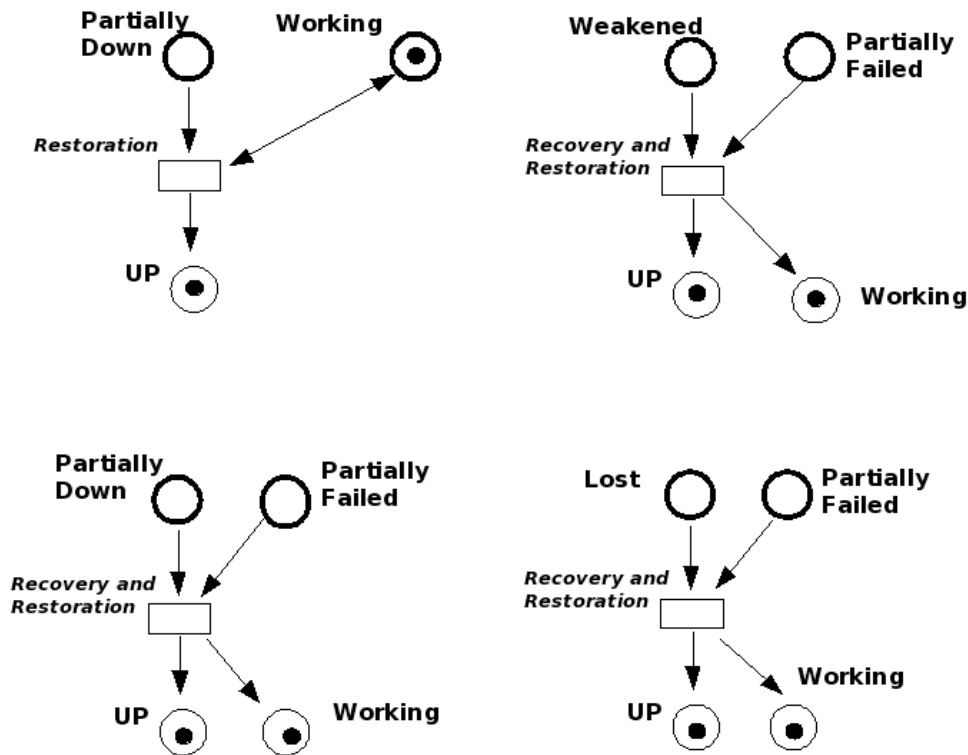 Partially
Down
Working
Restoration
UP
Weakened
Partially
Failed
Recovery and
Restoration
UP
Working
Partially
Down
Partially
Failed
Recovery and
Restoration
UP
Working
Lost
Partially
Failed
Recovery and
Restoration
Working
UP